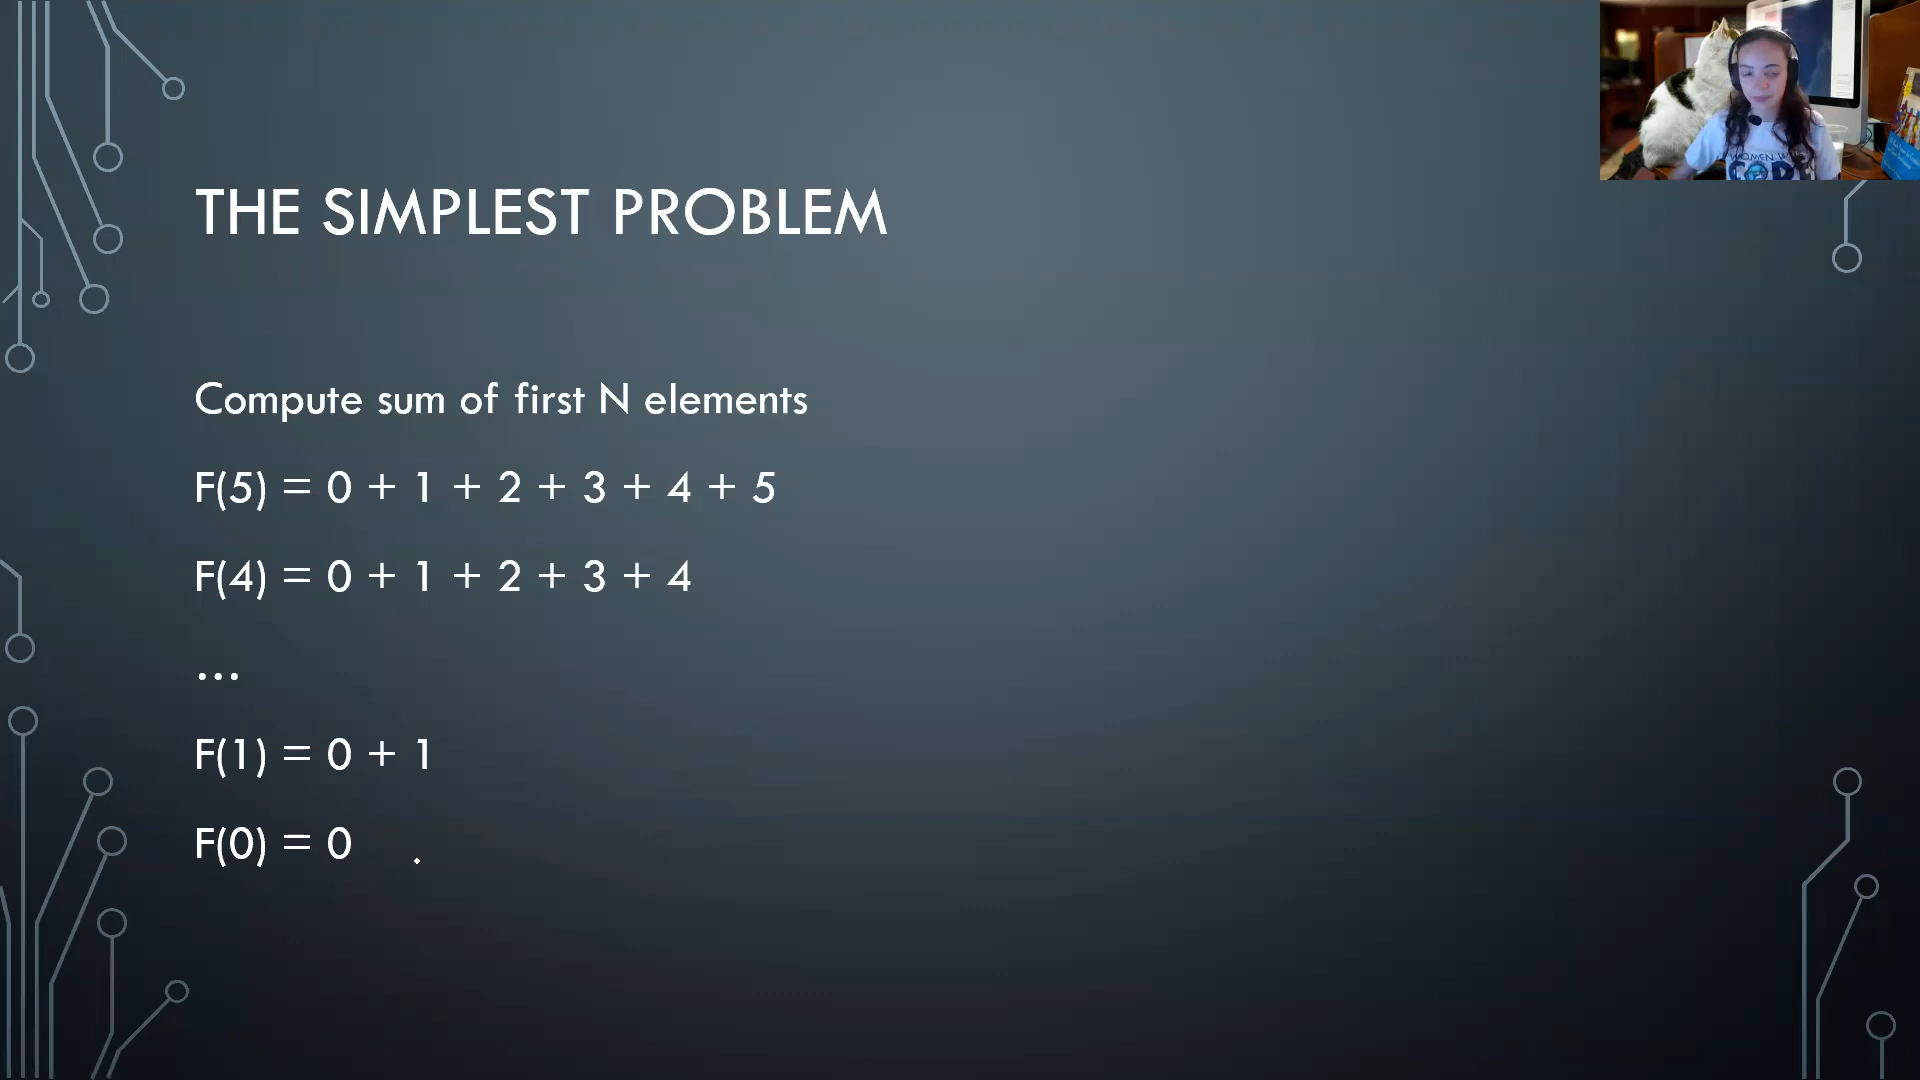 THE SIMPLEST PROBLEM
Compute sum of first N elements
F(5) = 0 + 1 + 2 + 3 + 4 + 5
F(4) = 0 + 1 + 2 + 3 + 4
...
F(1) = 0 + 1
F(0) = 0
WOMEN W